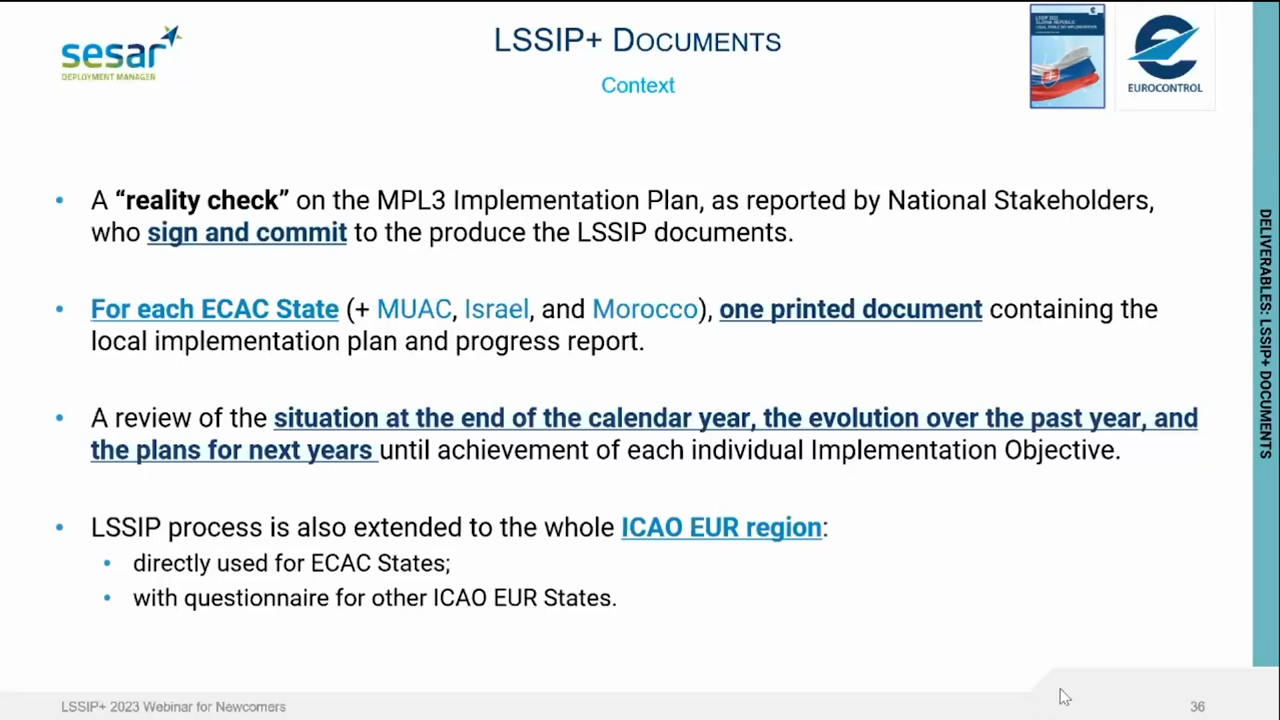 sesar
DEPLOYMENT MANAGER
LSSIP+ DOCUMENTS
Context
EUROCONTROL
• A “reality check” on the MPL3 Implementation Plan, as reported by National Stakeholders,
who sign and commit to the produce the LSSIP documents.
• For each ECAC State (+ MUAC, Israel, and Morocco), one printed document containing the
local implementation plan and progress report.
• A review of the situation at the end of the calendar year, the evolution over the past year, and
the plans for next years until achievement of each individual Implementation Objective.
• LSSIP process is also extended to the whole ICAO EUR region:
• directly used for ECAC States;
• with questionnaire for other ICAO EUR States.
DELIVERABLES: LSSIP+ DOCUMENTS
LSSIP+ 2023 Webinar for Newcomers
36